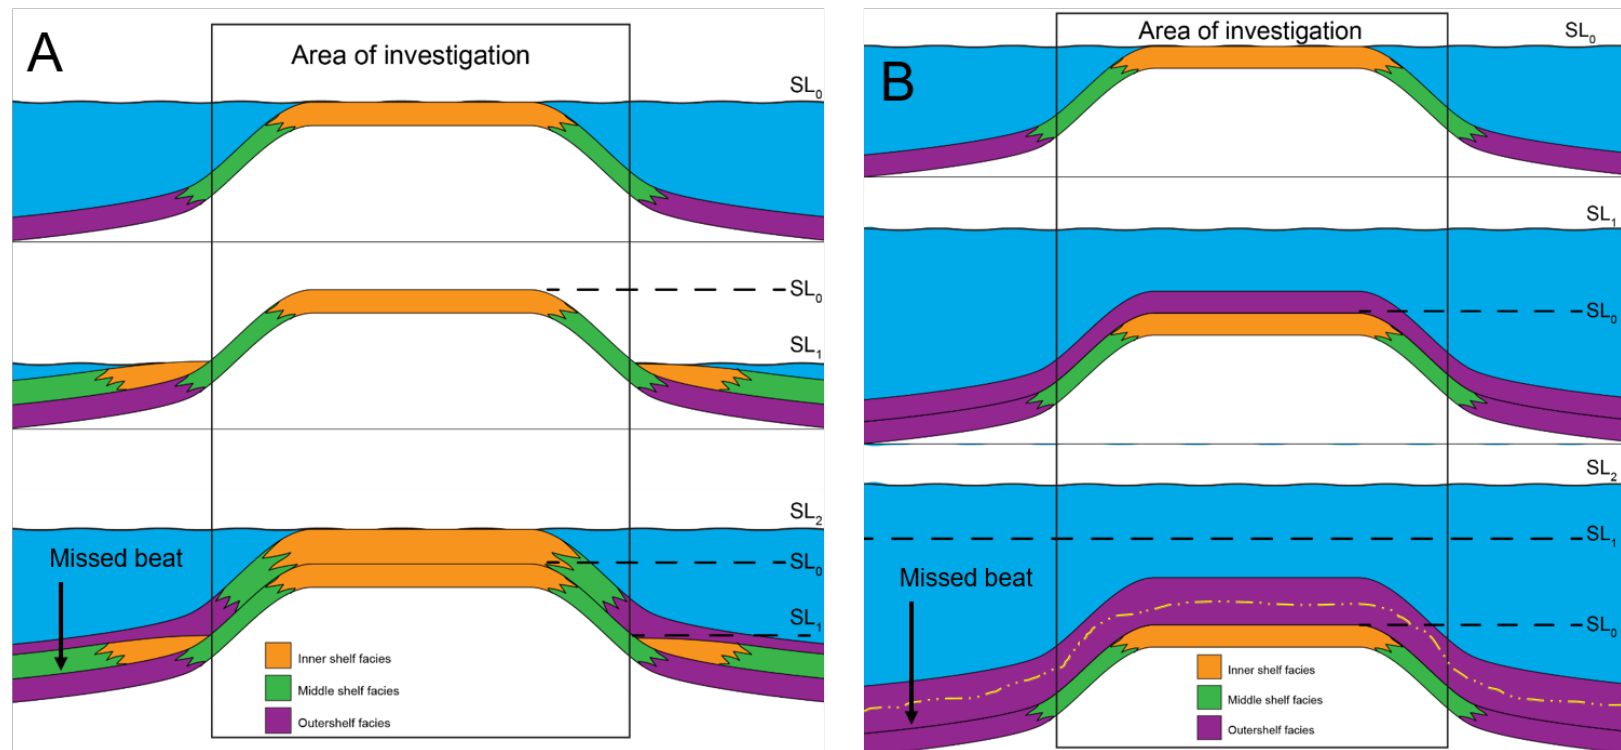 A
Area of investigation
SL0
SL0
SL1
SL2
Missed beat
SL0
SL1
Inner shelf facies
Middle shelf facies
Outershelf facies
B
Area of investigation
SL0
SL1
SL0
SL2
SL1
Missed beat
SL0
Inner shelf facies
Middle shelf facies
Outershelf facies